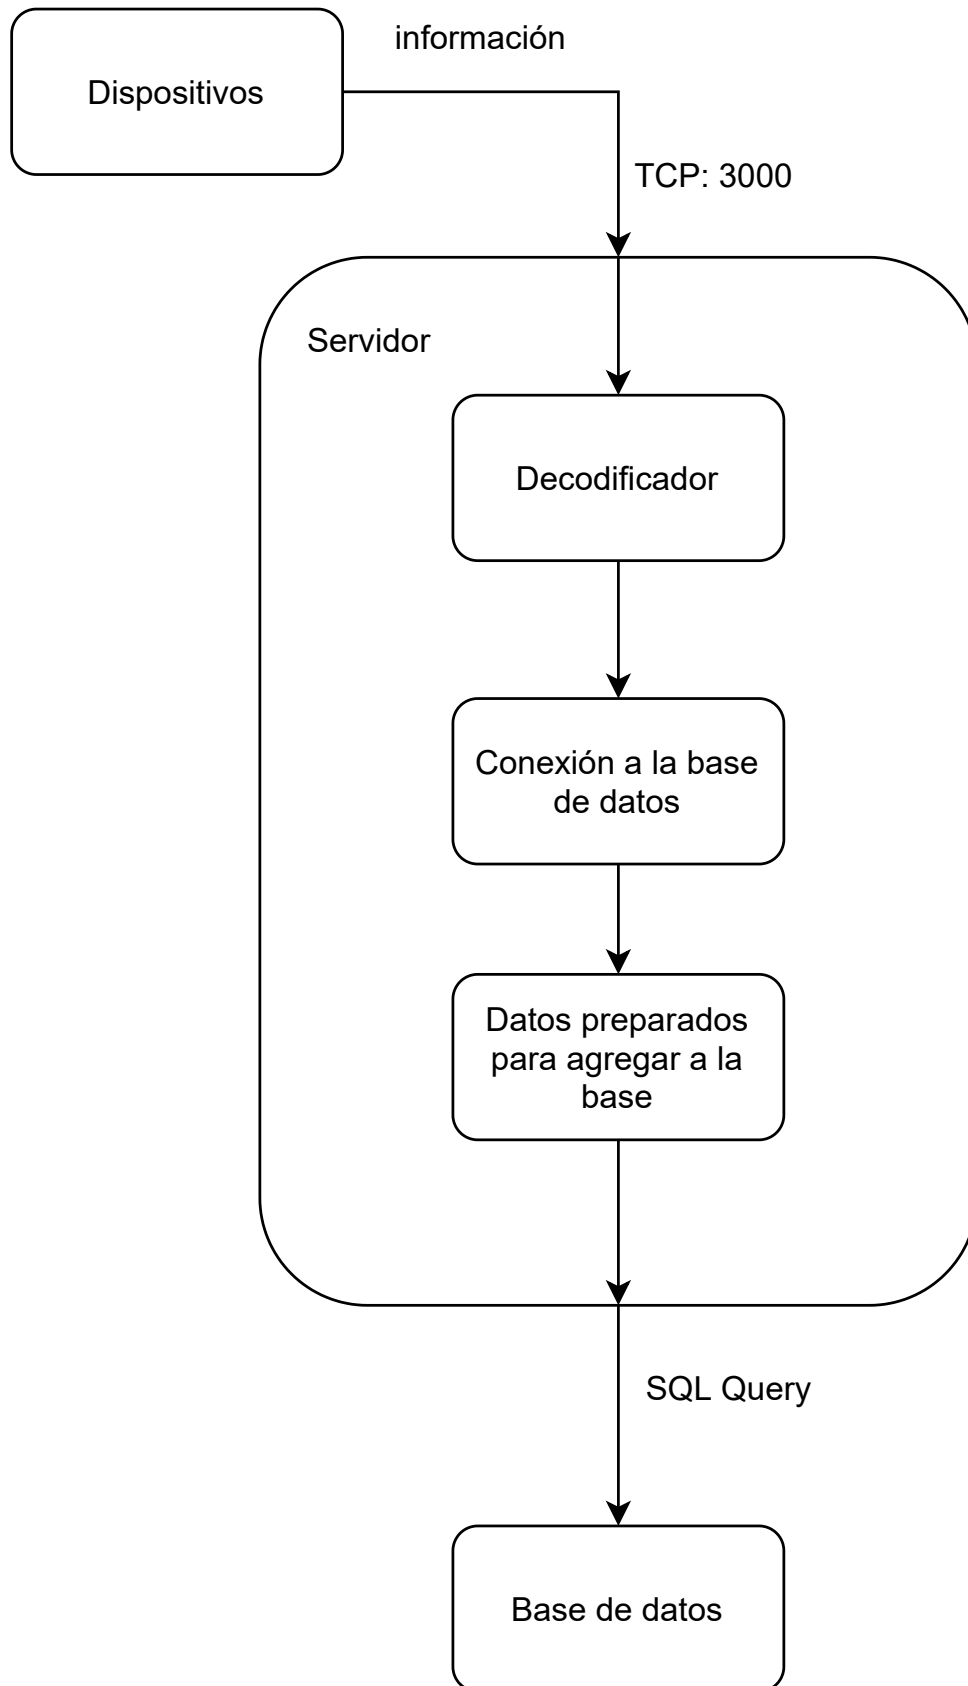 información
Dispositivos
TCP: 3000
Servidor
Decodificador
Conexión a la base
de datos
Datos preparados
para agregar a la
base
SQL Query
Base de datos